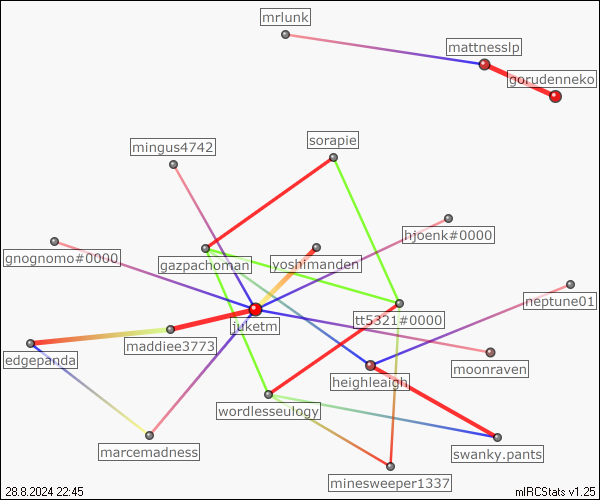 mrlunk
mattnesslp
gorudenneko
sorapie
mingus4742
hjoenk#0000
gnognomo#0000
gazpachoman
yoshimanden
neptune01
juketm
tt5321#0000
maddiee3773
edgepanda
moonraven
heighleaigh
wordlesseulogy
marcemadness
swanky.pants
minesweeper1337
28.8.2024 22:45
mIRCStats v1.25